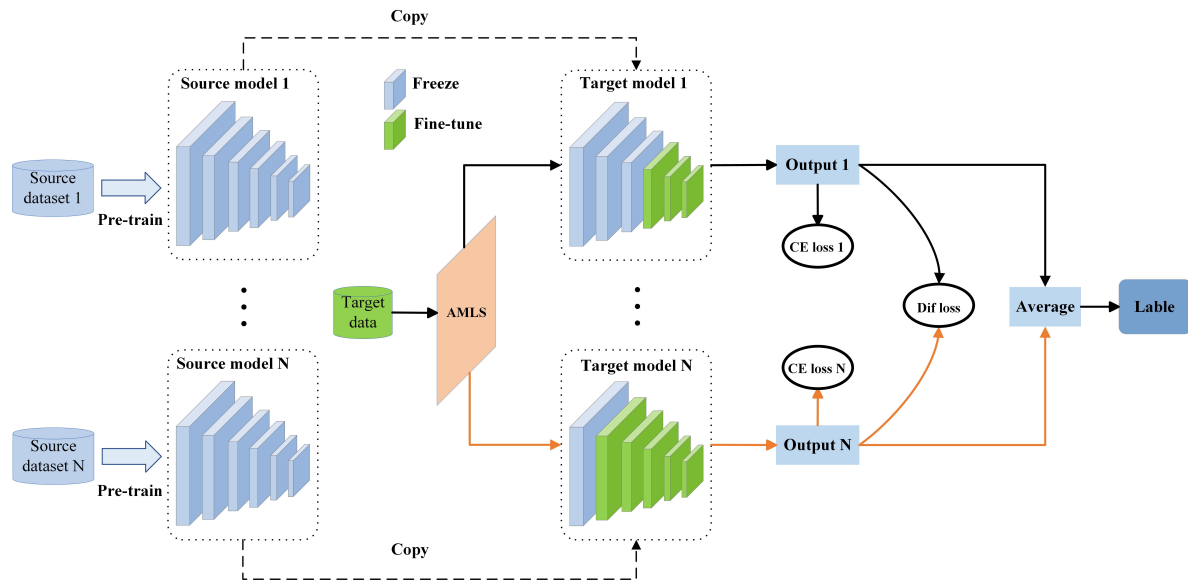 Copy
Source model 1
Freeze
Fine-tune
Target model 1
Source
dataset 1
Pre-train
Output 1
CE loss 1
Target
data
AMLS
Dif loss
Average
Lable
Source model N
Target model N
CE loss N
Source
dataset N
Pre-train
Output N
Copy